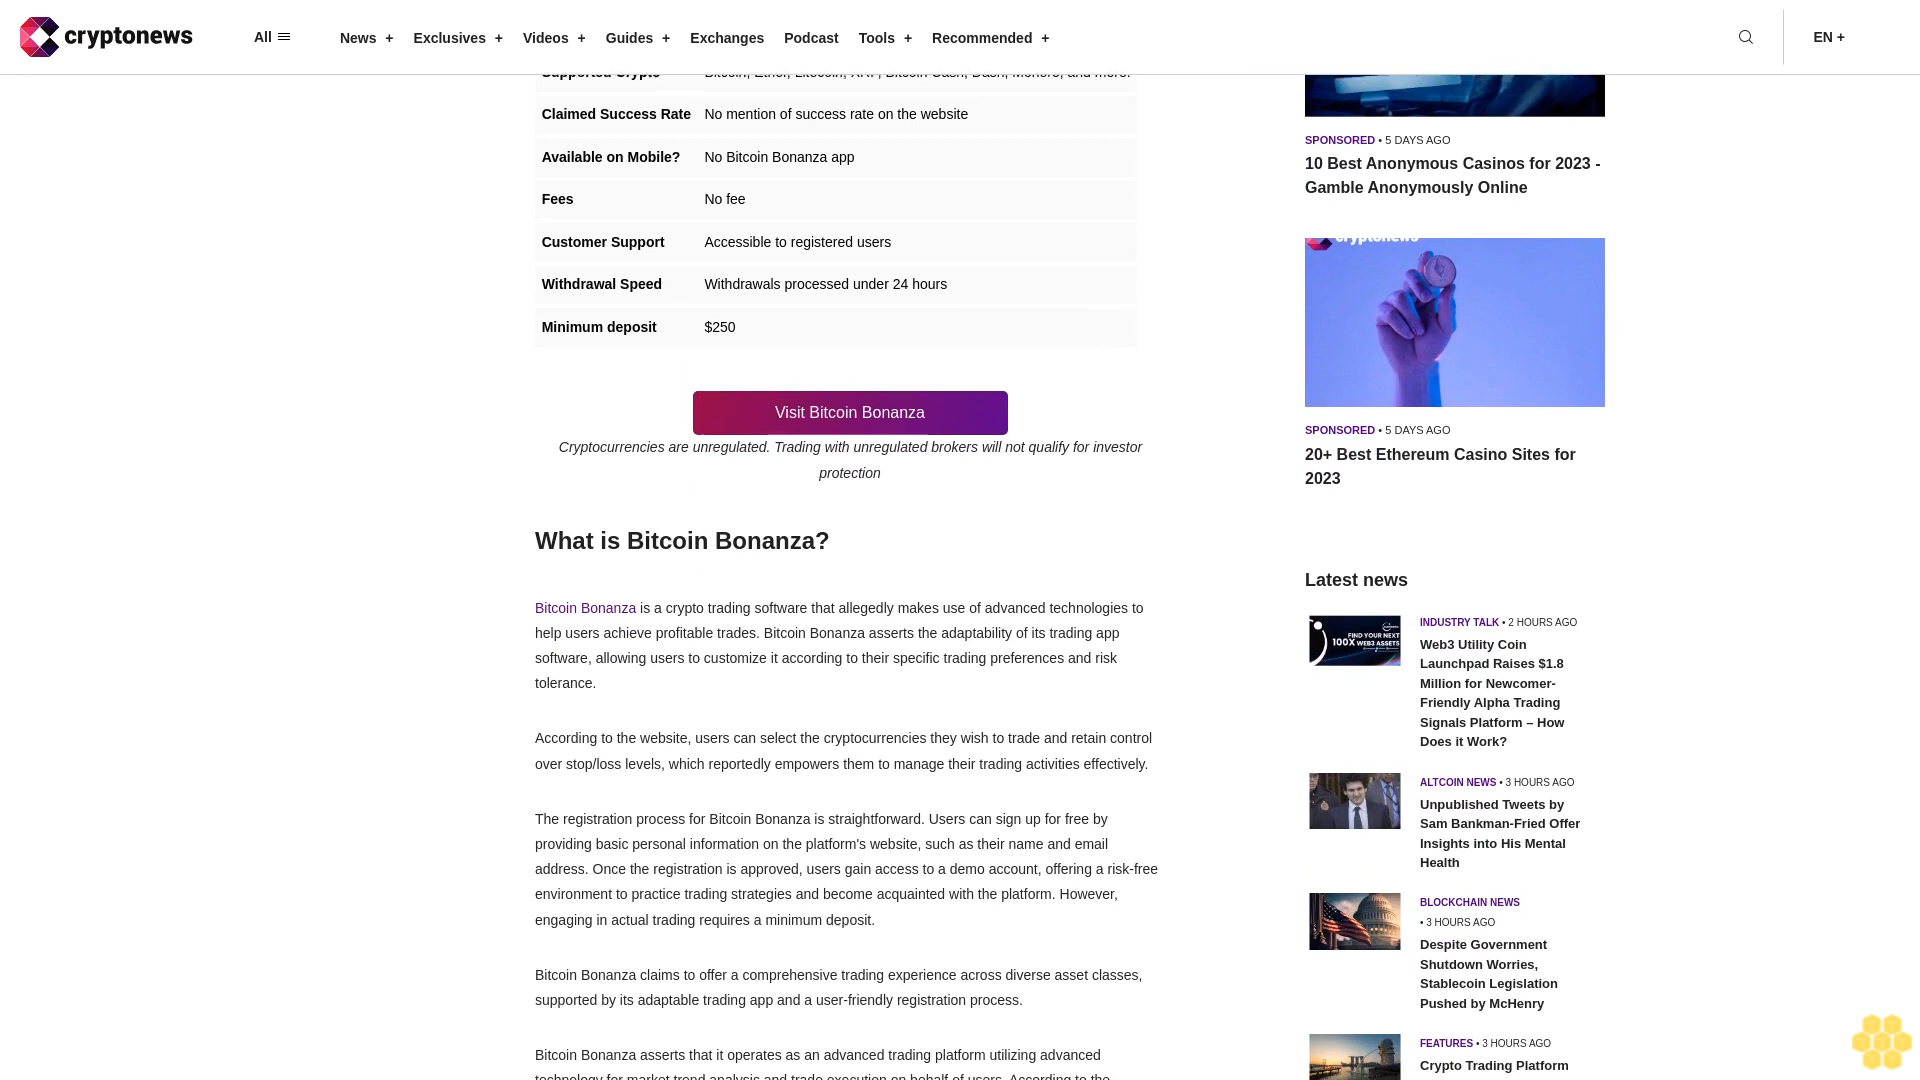 cryptonews
All
News +
Exclusives +
Videos +
Guides +
Exchanges
Podcast
Tools +
Recommended +
EN +
Supported Crypto Bitcoin, Ether, Litecoin, XRP, Bitcoin Cash, Dash, Monero, and more.
Claimed Success Rate No mention of success rate on the website
Available on Mobile? No Bitcoin Bonanza app
Fees No fee
Customer Support Accessible to registered users
Withdrawal Speed Withdrawals processed under 24 hours
Minimum deposit $250
Visit Bitcoin Bonanza
Cryptocurrencies are unregulated. Trading with unregulated brokers will not qualify for investor
protection
What is Bitcoin Bonanza?
Bitcoin Bonanza is a crypto trading software that allegedly makes use of advanced technologies to
help users achieve profitable trades. Bitcoin Bonanza asserts the adaptability of its trading app
software, allowing users to customize it according to their specific trading preferences and risk
tolerance.
According to the website, users can select the cryptocurrencies they wish to trade and retain control
over stop/loss levels, which reportedly empowers them to manage their trading activities effectively.
The registration process for Bitcoin Bonanza is straightforward. Users can sign up for free by
providing basic personal information on the platform's website, such as their name and email
address. Once the registration is approved, users gain access to a demo account, offering a risk-free
environment to practice trading strategies and become acquainted with the platform. However,
engaging in actual trading requires a minimum deposit.
Bitcoin Bonanza claims to offer a comprehensive trading experience across diverse asset classes,
supported by its adaptable trading app and a user-friendly registration process.
Bitcoin Bonanza asserts that it operates as an advanced trading platform utilizing advanced
technology for market trend analysis and trade execution on behalf of users. According to the
SPONSORED • 5 DAYS AGO
10 Best Anonymous Casinos for 2023 -
Gamble Anonymously Online
cryptonews
SPONSORED • 5 DAYS AGO
20+ Best Ethereum Casino Sites for
2023
Latest news
FIND YOUR NEXT
100X WEB3 ASSETS
INDUSTRY TALK • 2 HOURS AGO
Web3 Utility Coin
Launchpad Raises $1.8
Million for Newcomer-
Friendly Alpha Trading
Signals Platform – How
Does it Work?
ALTCOIN NEWS • 3 HOURS AGO
Unpublished Tweets by
Sam Bankman-Fried Offer
Insights into His Mental
Health
BLOCKCHAIN NEWS
• 3 HOURS AGO
Despite Government
Shutdown Worries,
Stablecoin Legislation
Pushed by McHenry
FEATURES • 3 HOURS AGO
Crypto Trading Platform